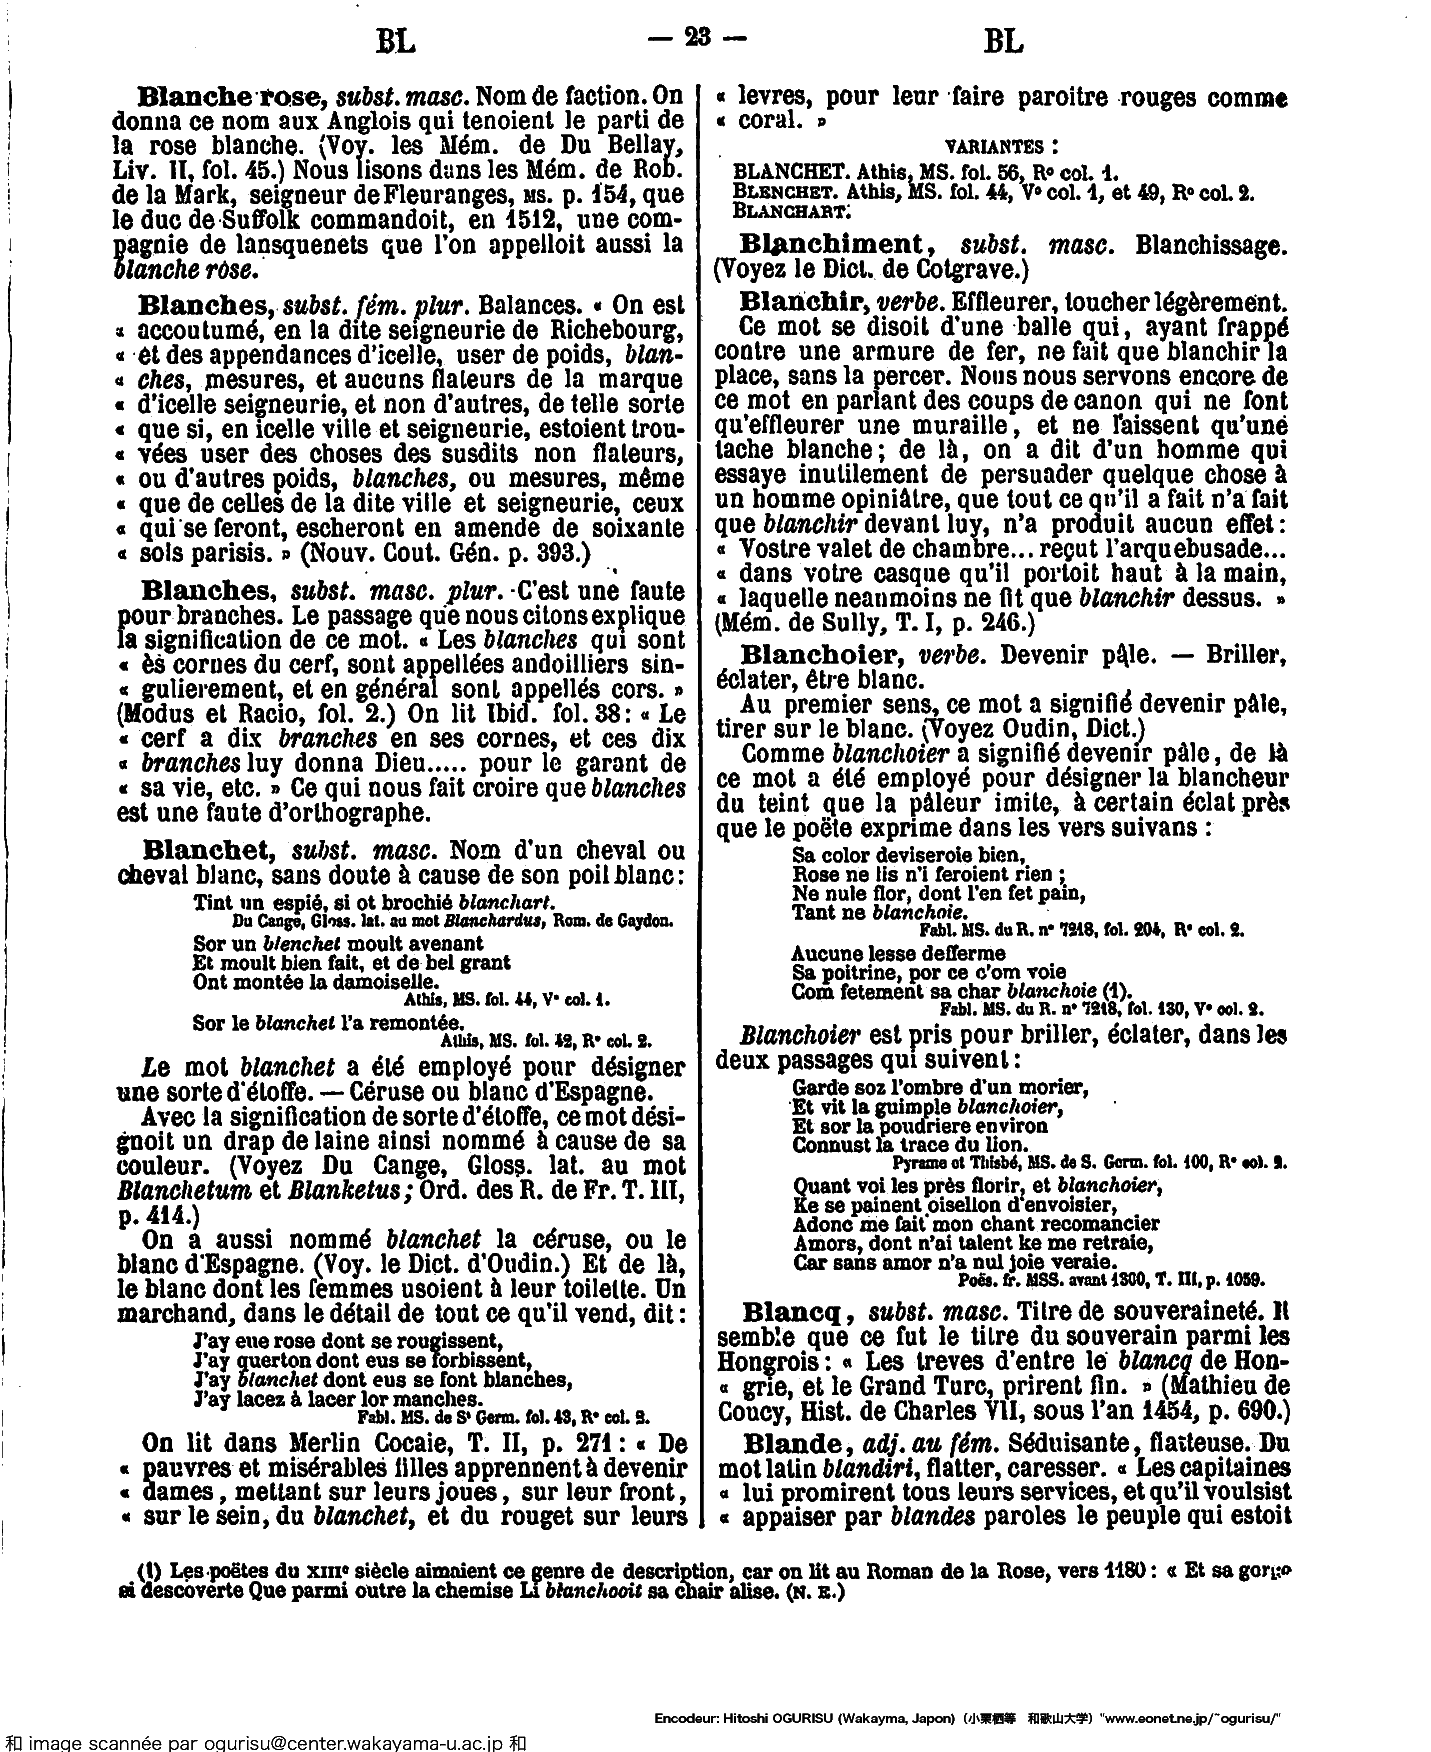 BL — 23 — BL
Blanche rose, subst. masc. Nom de faction. On
donna ce nom aux Anglois qui tenoient le parti de
la rose blanche. (Voy. les Mém. de Du Bellay,
Liv. II, fol. 45.) Nous lisons dans les Mém. de Rob.
de la Mark, seigneur de Fleuranges, MS. p. 154, que
le duc de Suffolk commandoit, en 1512, une com-
pagnie de lansquenets que l'on appelloit aussi la
blanche rose.
Blanches, subst. fém. plur. Balances. « On est
« accoutumé, en la dite seigneurie de Richebourg,
« et des appendances d'icelle, user de poids, blan-
« ches, mesures, et aucuns flateurs de la marque
« d'icelle seigneurie, et non d'autres, de telle sorte
« que si, en icelle ville et seigneurie, estoient trou-
« vées user des choses des susdits non flateurs,
« ou d'autres poids, blanches, ou mesures, même
« que de celles de la dite ville et seigneurie, ceux
« qui se feront, escheront en amende de soixante
« sols parisis. » (Nouv. Cout. Gén. p. 393.)
Blanches, subst. masc. plur. C'est une faute
pour branches. Le passage que nous citons explique
la signification de ce mot. « Les blanches qui sont
« ès cornes du cerf, sont appellées andoilliers sin-
« gulierement, et en général sont appellés cors. »
(Modus et Racio, fol. 2.) On lit Ibid. fol. 38 : « Le
« cerf a dix branches en ses cornes, et ces dix
« branches luy donna Dieu..... pour le garant de
« sa vie, etc. » Ce qui nous fait croire que blanches
est une faute d'orthographe.
Blanchet, subst. masc. Nom d'un cheval ou
cheval blanc, sans doute à cause de son poil blanc :
Tint un espié, si ot brochié blanchart.
Du Cange, Gloss. lat. au mot Blanchardus, Rom. de Gaydon.
Sor un blenchet moult avenant
Et moult bien fait, et de bel grant
Ont montée la damoiselle.
Athis, MS. fol. 44, V° col. 1.
Sor le blanchet l'a remontée.
Athis, MS. fol. 42, R° col. 2.
Le mot blanchet a été employé pour désigner
une sorte d'étoffe. — Céruse ou blanc d'Espagne.
Avec la signification de sorte d'étoffe, ce mot dési-
gnoit un drap de laine ainsi nommé à cause de sa
couleur. (Voyez Du Cange, Gloss. lat. au mot
Blanchetum et Blanketus ; Ord. des R. de Fr. T. III,
p. 414.)
On a aussi nommé blanchet la céruse, ou le
blanc d'Espagne. (Voy. le Dict. d'Oudin.) Et de là,
le blanc dont les femmes usoient à leur toilette. Un
marchand, dans le détail de tout ce qu'il vend, dit :
J'ay eue rose dont se rougissent,
J'ay querton dont eus se forbissent,
J'ay blanchet dont eus se font blanches,
J'ay lacez à lacer lor manches.
Fabl. MS. de St Germ. fol. 43, R° col. 2.
On lit dans Merlin Cocaie, T. II, p. 271 : « De
« pauvres et misérables filles apprennent à devenir
« dames, mettant sur leurs joues, sur leur front,
« sur le sein, du blanchet, et du rouget sur leurs
« levres, pour leur faire paroitre rouges comme
« coral. »
VARIANTES :
BLANCHET. Athis, MS. fol. 56, R° col. 1.
BLENCHET. Athis, MS. fol. 44, V° col. 1, et 49, R° col. 2.
BLANCHART.
Blanchiment, subst. masc. Blanchissage.
(Voyez le Dict. de Cotgrave.)
Blanchir, verbe. Effleurer, toucher légèrement.
Ce mot se disoit d'une balle qui, ayant frappé
contre une armure de fer, ne fait que blanchir la
place, sans la percer. Nous nous servons encore de
ce mot en parlant des coups de canon qui ne font
qu'effleurer une muraille, et ne laissent qu'une
tache blanche ; de là, on a dit d'un homme qui
essaye inutilement de persuader quelque chose à
un homme opiniâtre, que tout ce qu'il a fait n'a fait
que blanchir devant luy, n'a produit aucun effet :
« Vostre valet de chambre... reçut l'arquebusade...
« dans votre casque qu'il portoit haut à la main,
« laquelle neanmoins ne fit que blanchir dessus. »
(Mém. de Sully, T. I, p. 246.)
Blanchoier, verbe. Devenir pâle. — Briller,
éclater, être blanc.
Au premier sens, ce mot a signifié devenir pâle,
tirer sur le blanc. (Voyez Oudin, Dict.)
Comme blanchoier a signifié devenir pâle, de là
ce mot a été employé pour désigner la blancheur
du teint que la pâleur imite, à certain éclat près
que le poëte exprime dans les vers suivans :
Sa color deviseroie bien,
Rose ne lis n'i feroient rien ;
Ne nule flor, dont l'en fet pain,
Tant ne blanchoie.
Fabl. MS. du R. n° 7218, fol. 204, R° col. 2.
Aucune lesse defferme
Sa poitrine, por ce c'om voie
Com fetement sa char blanchoie (1).
Fabl. MS. du R. n° 7218, fol. 130, V° col. 2.
Blanchoier est pris pour briller, éclater, dans les
deux passages qui suivent :
Garde soz l'ombre d'un morier,
Et vit la guimple blanchoier,
Et sor la poudriere environ
Connust la trace du lion.
Pyrame et Thisbé, MS. de S. Germ. fol. 100, R° col. 2.
Quant voi les près florir, et blanchoier,
Ke se painent oisellon d'envoisier,
Adonc me fait mon chant recomancier
Amors, dont n'ai talent ke me retraie,
Car sans amor n'a nul joie veraie.
Poës. fr. MSS. avant 1300, T. III, p. 1059.
Blancq, subst. masc. Titre de souveraineté. Il
semble que ce fut le titre du souverain parmi les
Hongrois : « Les treves d'entre le blancq de Hon-
« grie, et le Grand Turc, prirent fin. » (Mathieu de
Coucy, Hist. de Charles VII, sous l'an 1454, p. 690.)
Blande, adj. au fém. Séduisante, flatteuse. Du
mot latin blandiri, flatter, caresser. « Les capitaines
« lui promirent tous leurs services, et qu'il voulsist
« appaiser par blandes paroles le peuple qui estoit
(1) Les poëtes du XIIIe siècle aimaient ce genre de description, car on lit au Roman de la Rose, vers 1180 : « Et sa gorge
si descoverte Que parmi outre la chemise Li blanchooit sa chair alise. (N. E.)
Encodeur: Hitoshi OGURISU (Wakayma, Japon) (小栗栖等 和歌山大学) "www.eonet.ne.jp/~ogurisu/"
和 image scannée par ogurisu@center.wakayama-u.ac.jp 和